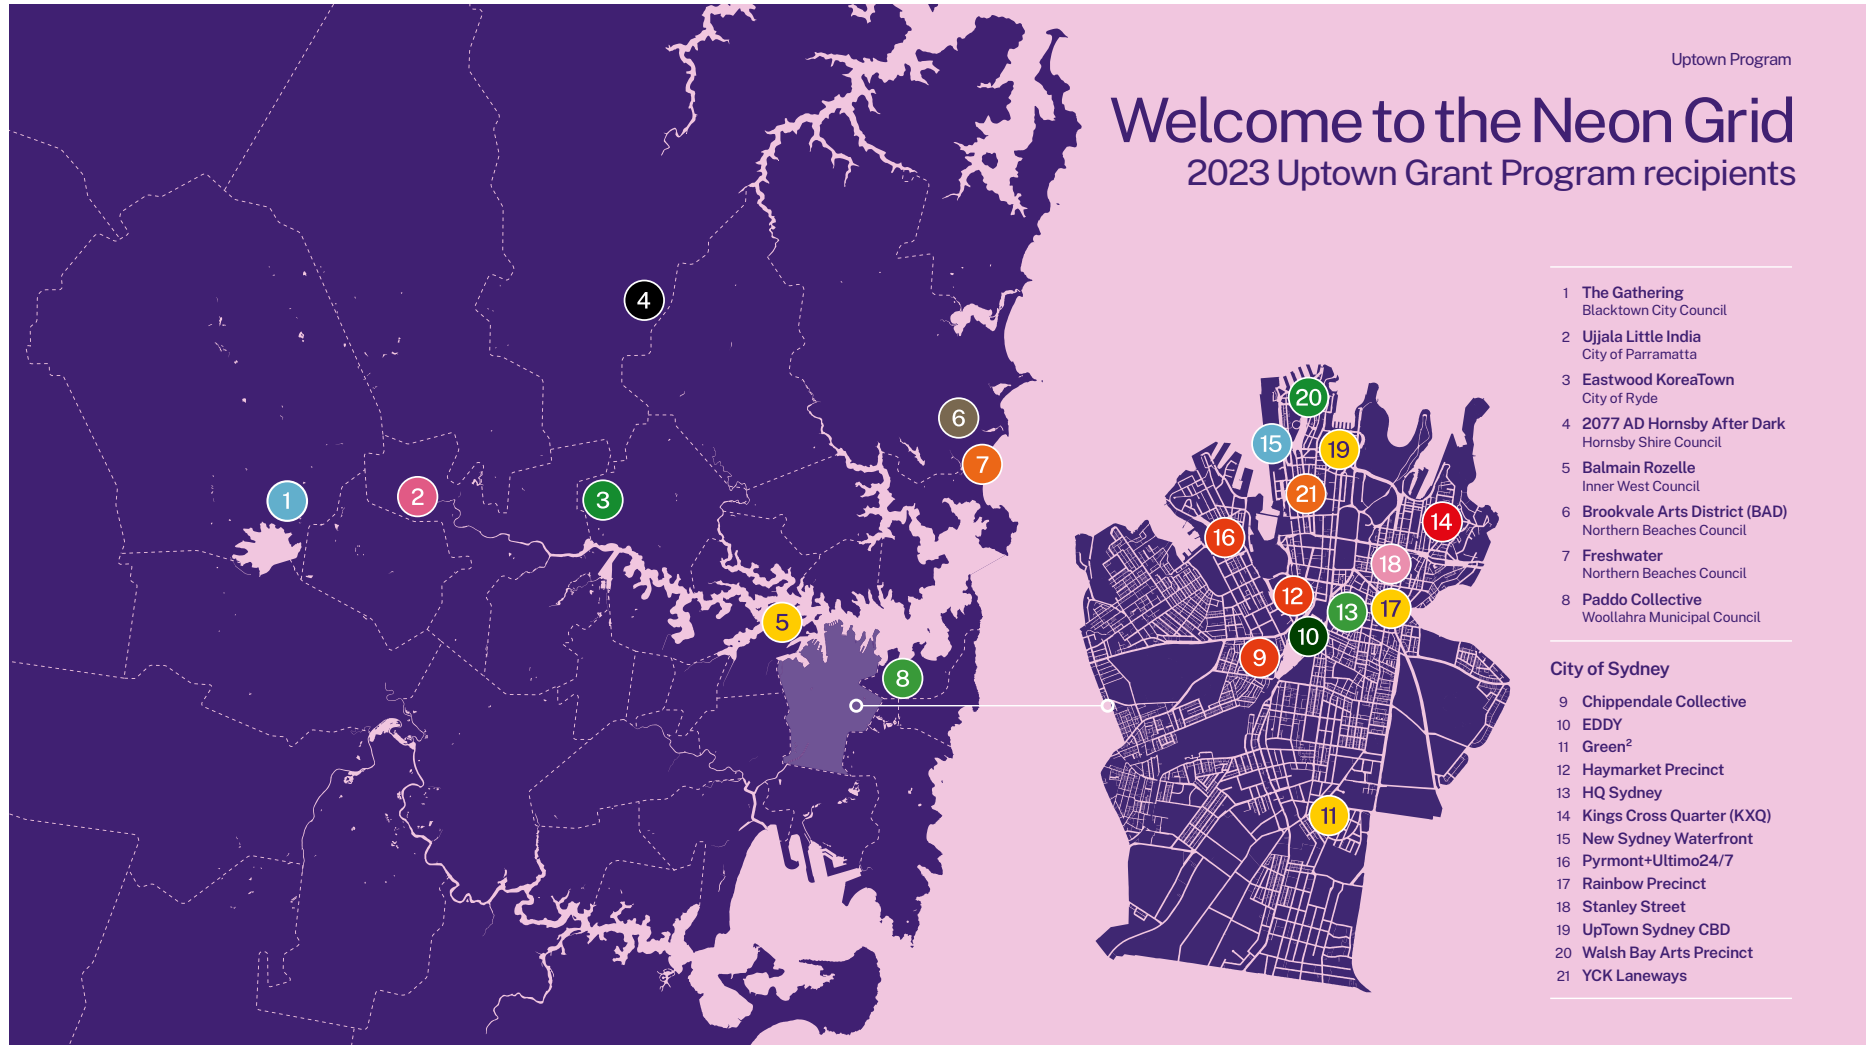 Uptown Program
Welcome to the Neon Grid
2023 Uptown Grant Program recipients
1 The Gathering
Blacktown City Council
2 Ujjala Little India
City of Parramatta
3 Eastwood KoreaTown
City of Ryde
4 2077 AD Hornsby After Dark
Hornsby Shire Council
5 Balmain Rozelle
Inner West Council
6 Brookvale Arts District (BAD)
Northern Beaches Council
7 Freshwater
Northern Beaches Council
8 Paddo Collective
Woollahra Municipal Council
City of Sydney
9 Chippendale Collective
10 EDDY
11 Green²
12 Haymarket Precinct
13 HQ Sydney
14 Kings Cross Quarter (KXQ)
15 New Sydney Waterfront
16 Pyrmont+Ultimo24/7
17 Rainbow Precinct
18 Stanley Street
19 UpTown Sydney CBD
20 Walsh Bay Arts Precinct
21 YCK Laneways
4
6
7
1
2
3
5
8
20
15
19
21
14
16
18
12
13
17
10
9
11